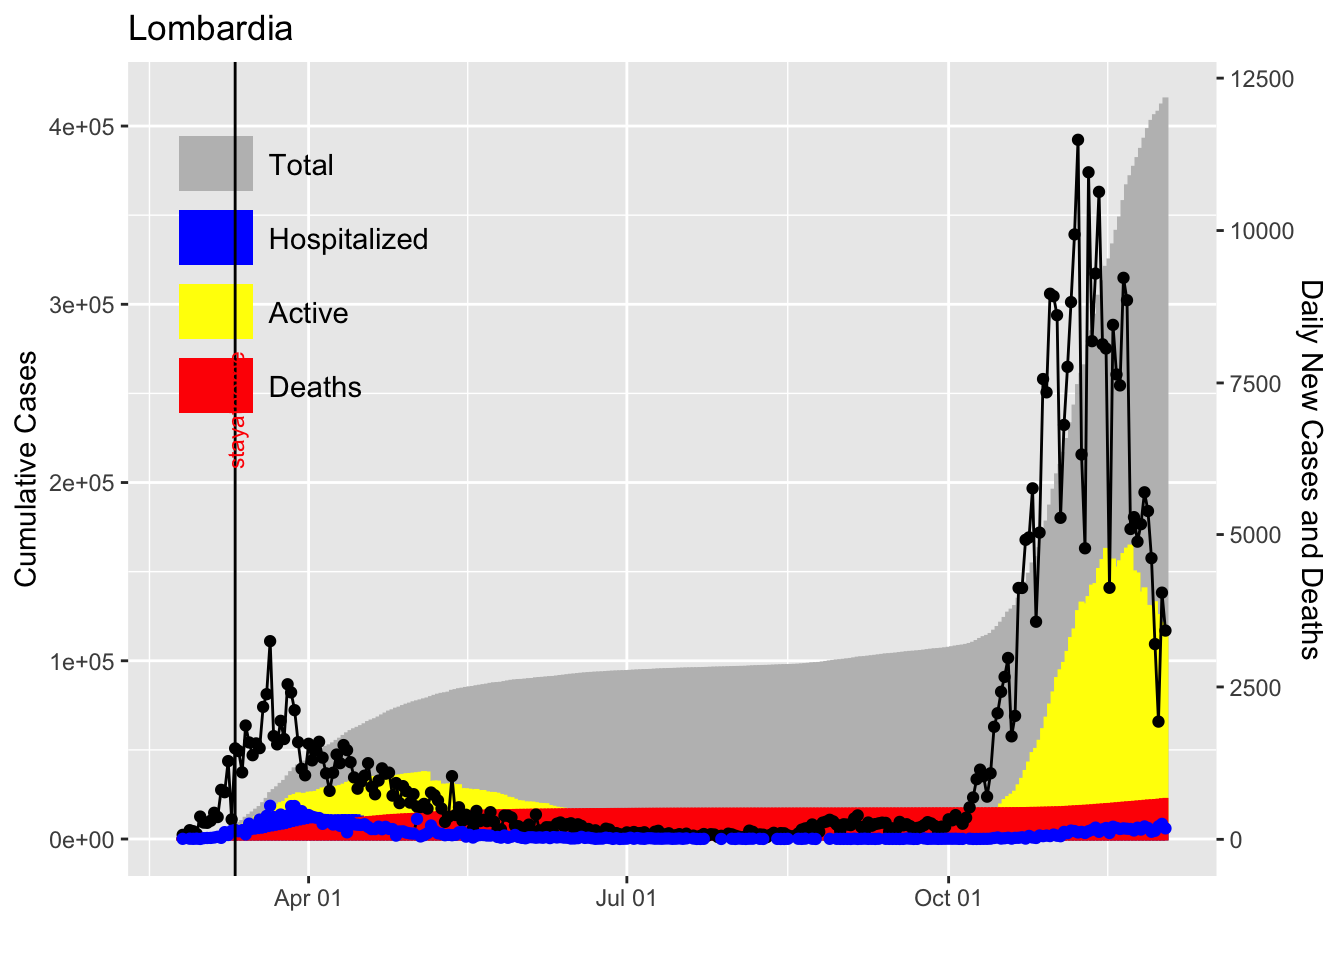 Lombardia
12500
4e+05
Total
10000
Hospitalized
3e+05
Active
7500
Deaths
Cumulative Cases
Daily New Cases and Deaths
2e+05
5000
1e+05
2500
0e+00
0
Apr 01
Jul 01
Oct 01